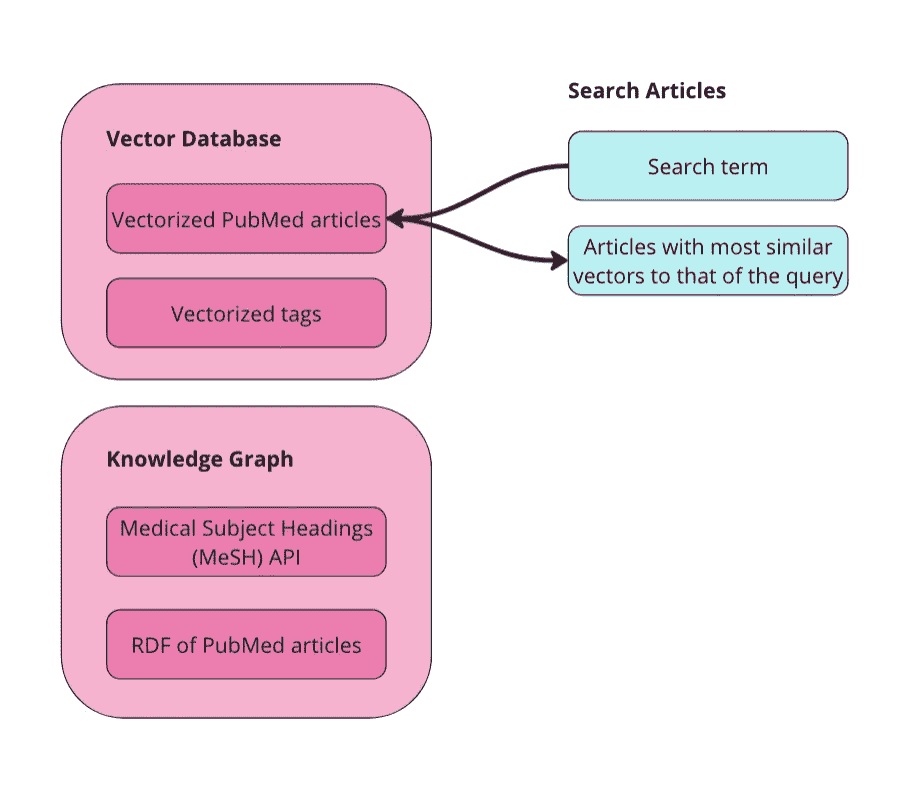 Search Articles
Vector Database
Search term
Vectorized PubMed articles
Articles with most similar
vectors to that of the query
Vectorized tags
Knowledge Graph
Medical Subject Headings
(MeSH) API
RDF of PubMed articles